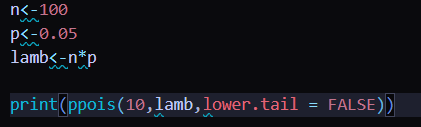 n<-100
p<-0.05
lamb<-n*p
print(ppois(10,lamb,lower.tail = FALSE))